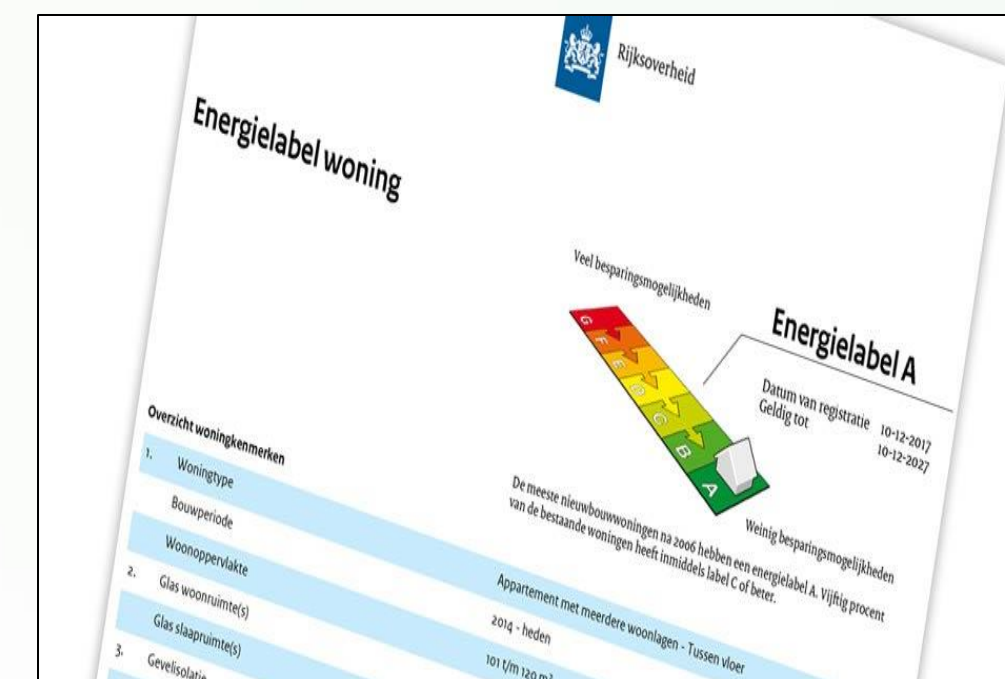 Rijksoverheid
Energielabel woning
Veel besparingsmogelijkheden
Energielabel A
Datum van registratie 10-12-2017
Geldig tot 10-12-2027
G
F
E
D
C
B
A
Weinig besparingsmogelijkheden
De meeste nieuwbouwwoningen na 2006 hebben een energielabel A. Vijftig procent
van de bestaande woningen heeft inmiddels label C of beter.
Overzicht woningkenmerken
1. Woningtype Appartement met meerdere woonlagen - Tussen vloer
Bouwperiode 2014 - heden
Woonoppervlakte 101 t/m 120 m²
2. Glas woonruimte(s)
Glas slaapruimte(s)
3. Gevelisolatie